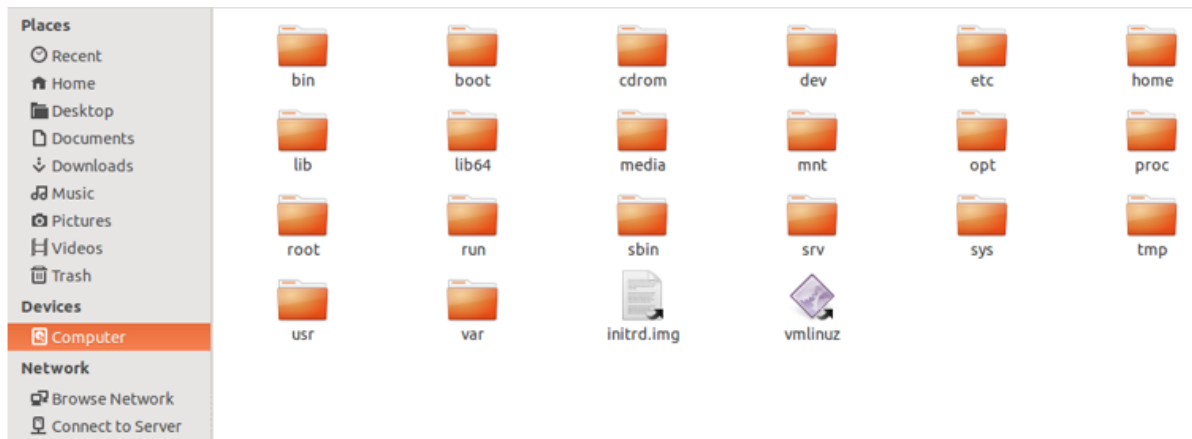 Places
Recent
Home
Desktop
Documents
Downloads
Music
Pictures
Videos
Trash
Devices
Computer
Network
Browse Network
Connect to Server
bin boot cdrom dev etc home
lib lib64 media mnt opt proc
root run sbin srv sys tmp
usr var initrd.img vmlinuz